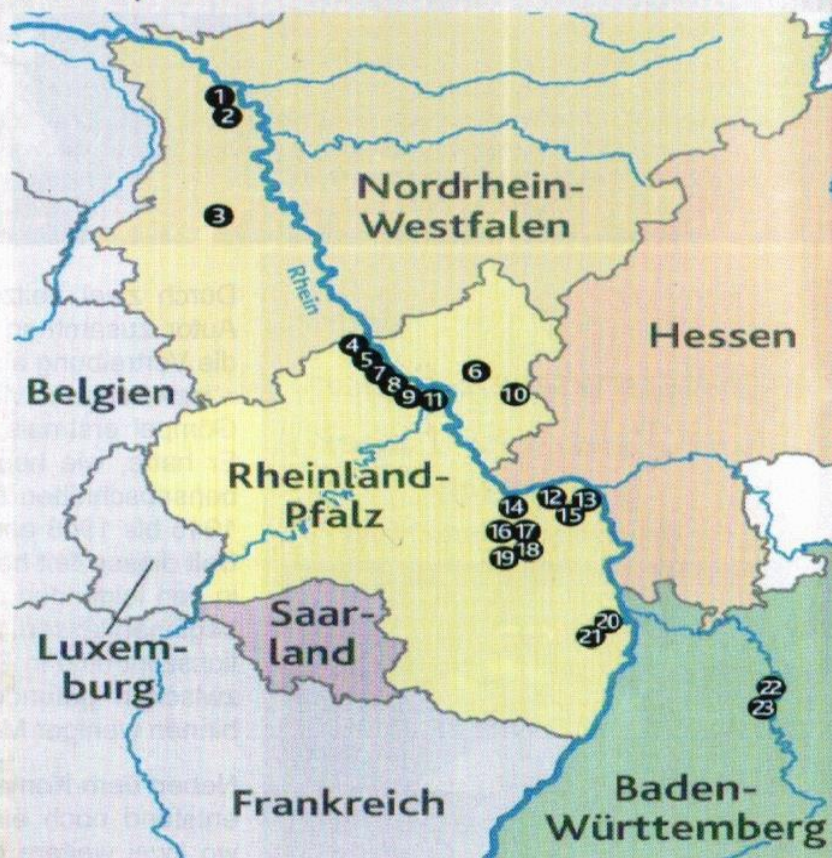 1
2
Nordrhein-
Westfalen
3
Rhein
Hessen
4
5
7
6
8
Belgien
9
11
10
Rheinland-
Pfalz
12
13
14
15
16
17
18
19
Saar-
land
20
21
Luxem-
burg
22
23
Frankreich
Baden-
Württemberg